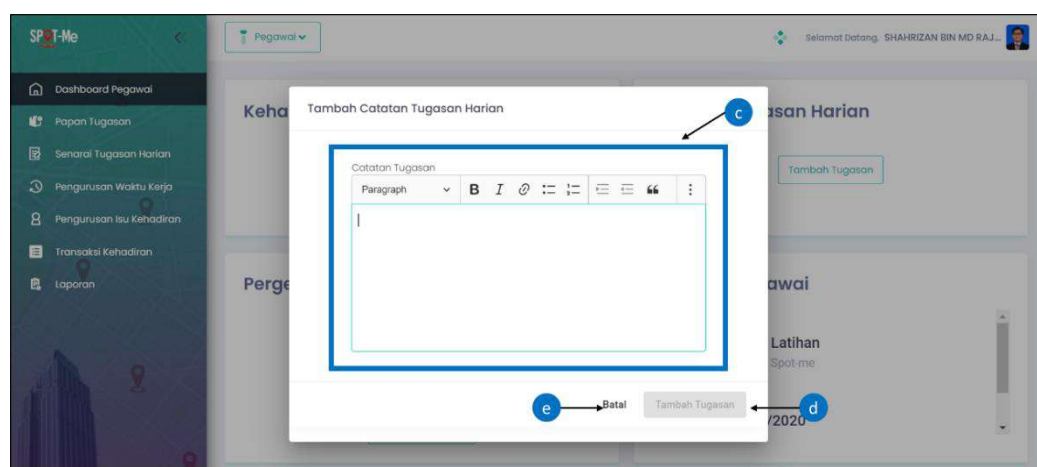 SPOT-Me
Pegawai
Selamat Datang, SHAHRIZAN BIN MD RAJ...
Dashboard Pegawai
Papan Tugasan
Senarai Tugasan Harian
Pengurusan Waktu Kerja
Pengurusan Isu Kehadiran
Transaksi Kehadiran
Laporan
Keha
asan Harian
Tambah Tugasan
Tambah Catatan Tugasan Harian
c
Catatan Tugasan
Paragraph
B I
Perge
awai
Latihan
Spot-me
/2020
e
Batal
Tambah Tugasan
d